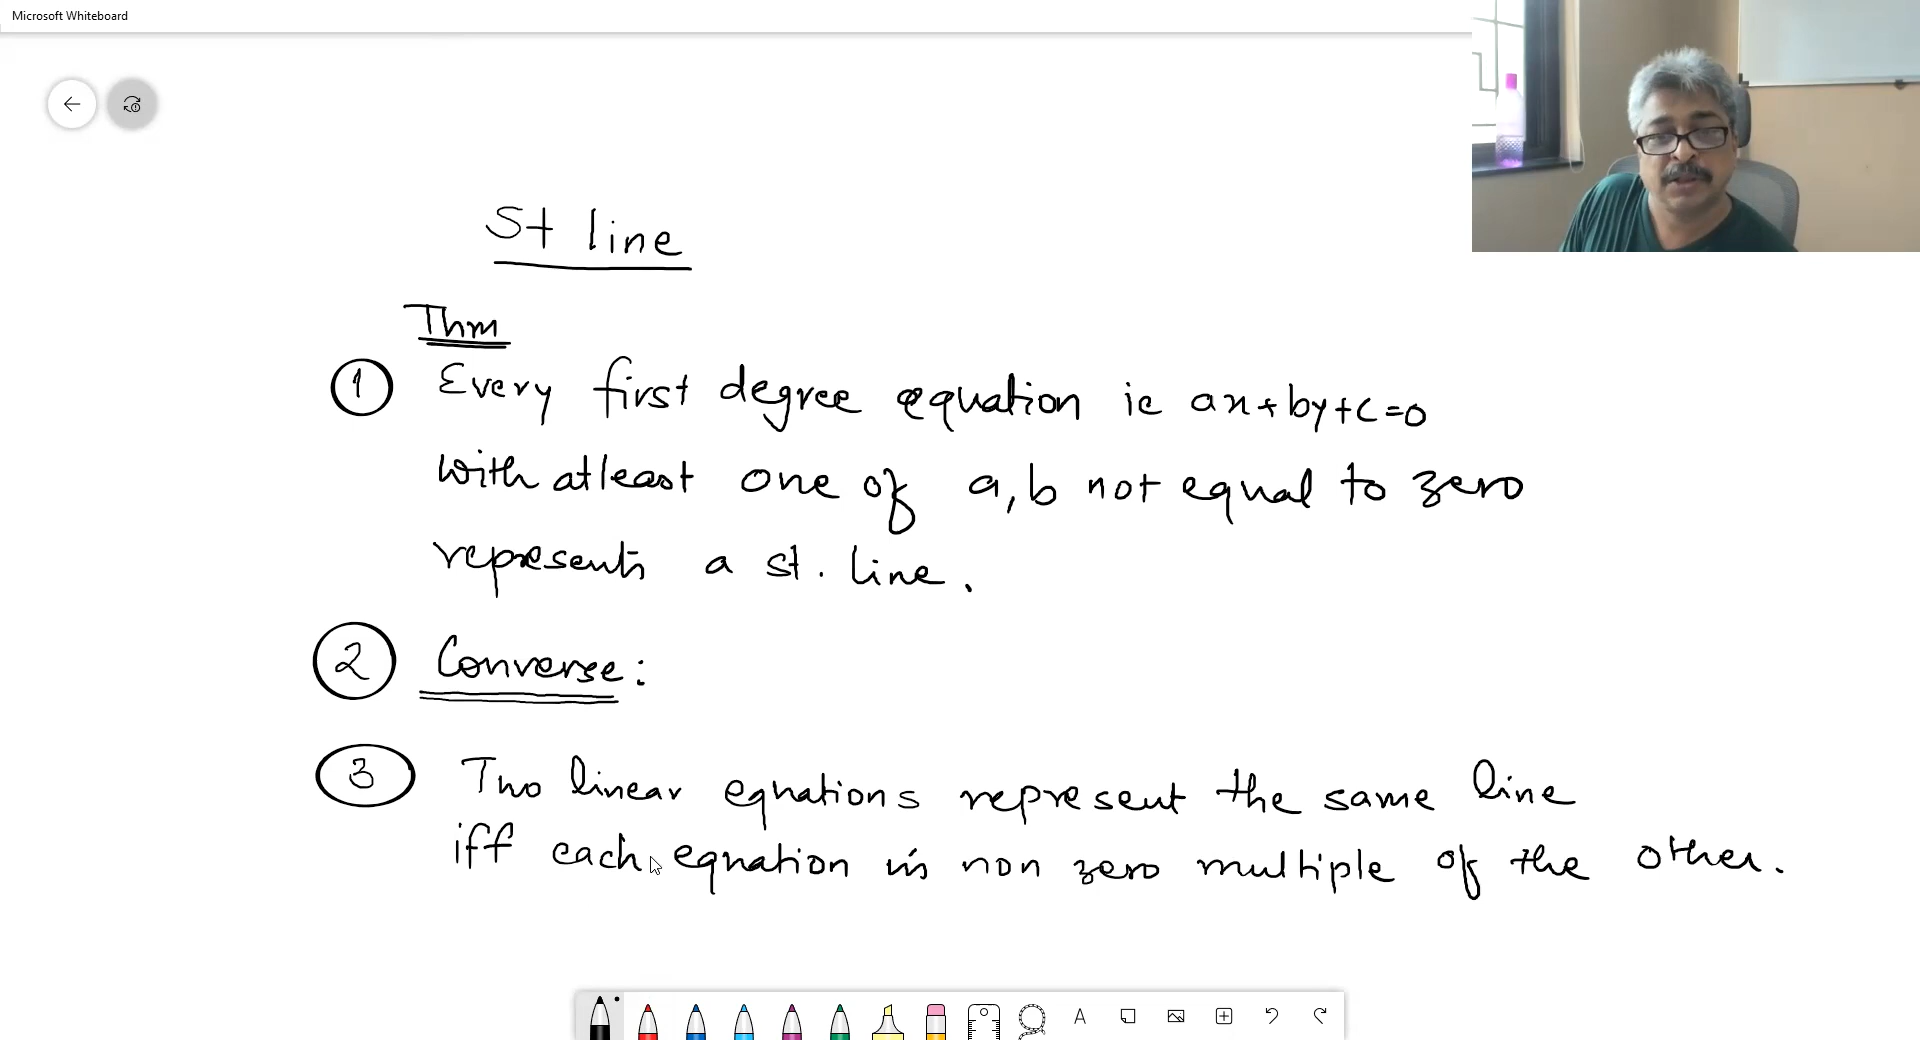 Microsoft Whiteboard
St line
Thm
1 Every first degree equation ie ax+by+c=0
with atleast one of a, b not equal to zero
represents a st. line.
2 Converse:
3 Two linear equations represent the same line
iff each equation is non zero multiple of the other.
A